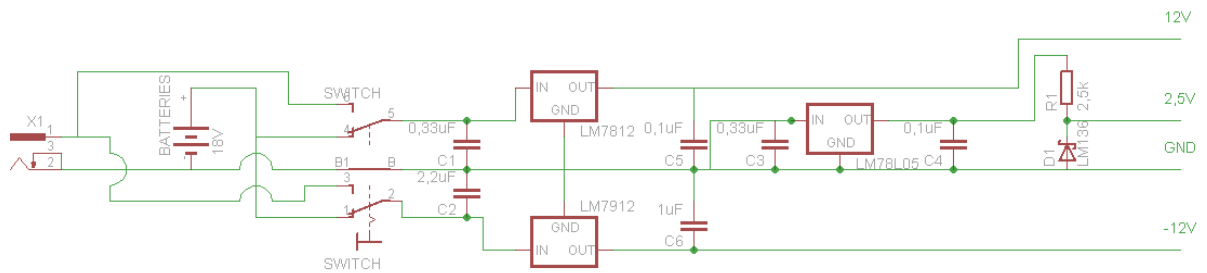 12V
X1
1
3
2
BATTERIES
+
18V
SWITCH
6
5
4
B1
B
3
2
1
SWITCH
0,33uF
C1
2,2uF
C2
IN
OUT
GND
LM7812
GND
IN
OUT
LM7912
0,1uF
C5
1uF
C6
0,33uF
C3
IN
OUT
GND
LM78L05
0,1uF
C4
R1
2,5k
D1
LM136
2,5V
GND
-12V